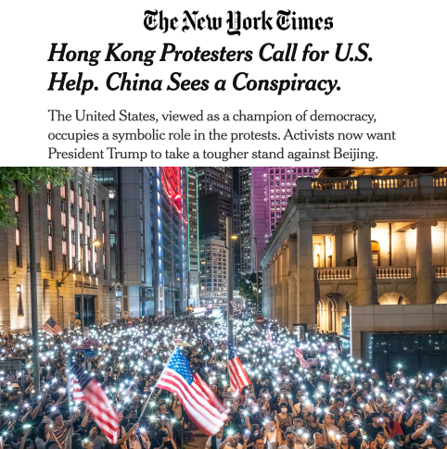 The New York Times
Hong Kong Protesters Call for U.S.
Help. China Sees a Conspiracy.
The United States, viewed as a champion of democracy,
occupies a symbolic role in the protests. Activists now want
President Trump to take a tougher stand against Beijing.